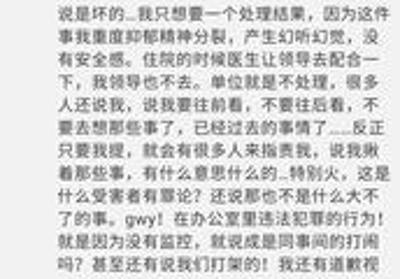 说是坏的…我只想要一个处理结果，因为这件
事我重度抑郁精神分裂，产生幻听幻觉，没
有安全感。住院的时候医生让领导去配合一
下，我领导也不去。单位就是不处理，很多
人还说我，说我要往前看，不要往后看，不
要去想那些事了，已经过去的事情了……反正
只要我提，就会有很多人来指责我，说我揪
着那些事，有什么意思什么的…特别火，这是
什么受害者有罪论？还说那也不是什么大不
了的事。gwy！在办公室里违法犯罪的行为！
就是因为没有监控，就说成是同事间的打闹
吗？甚至还有说我们打架的！我还有道歉视